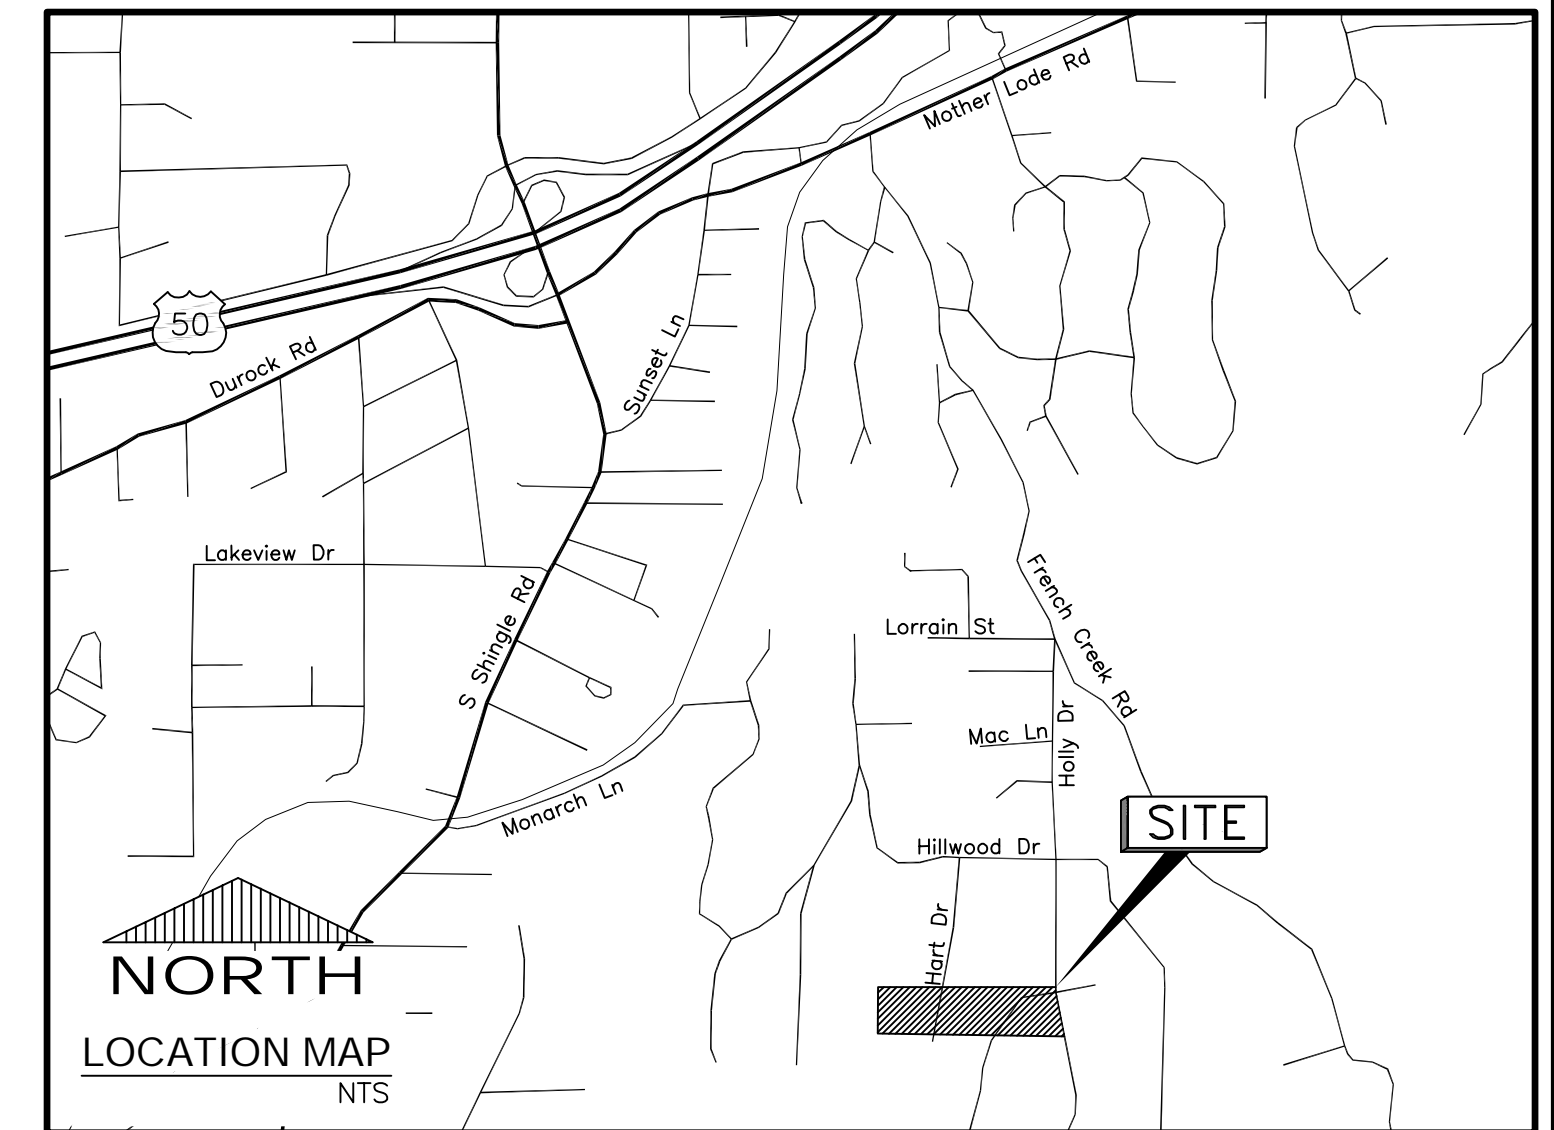 Mother Lode Rd
50
Durock Rd
Sunset Ln
Lakeview Dr
S Shingle Rd
French Creek Rd
Lorrain St
Mac Ln
Holly Dr
Monarch Ln
SITE
Hillwood Dr
Hart Dr
NORTH
LOCATION MAP
NTS